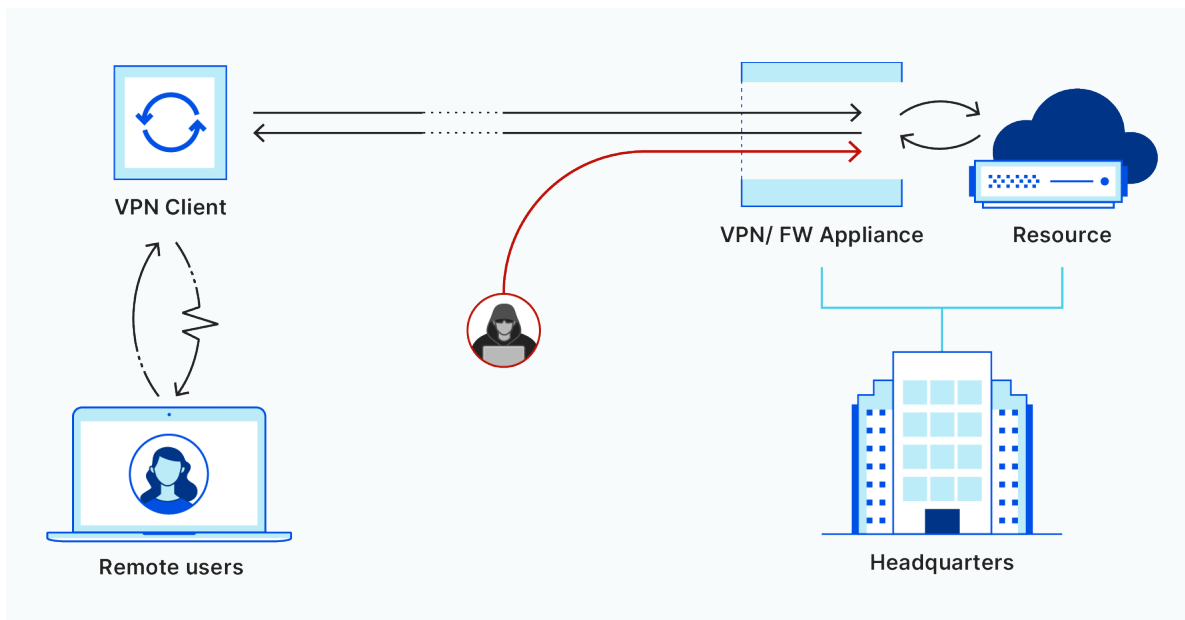 VPN Client
VPN/ FW Appliance
Resource
Remote users
Headquarters